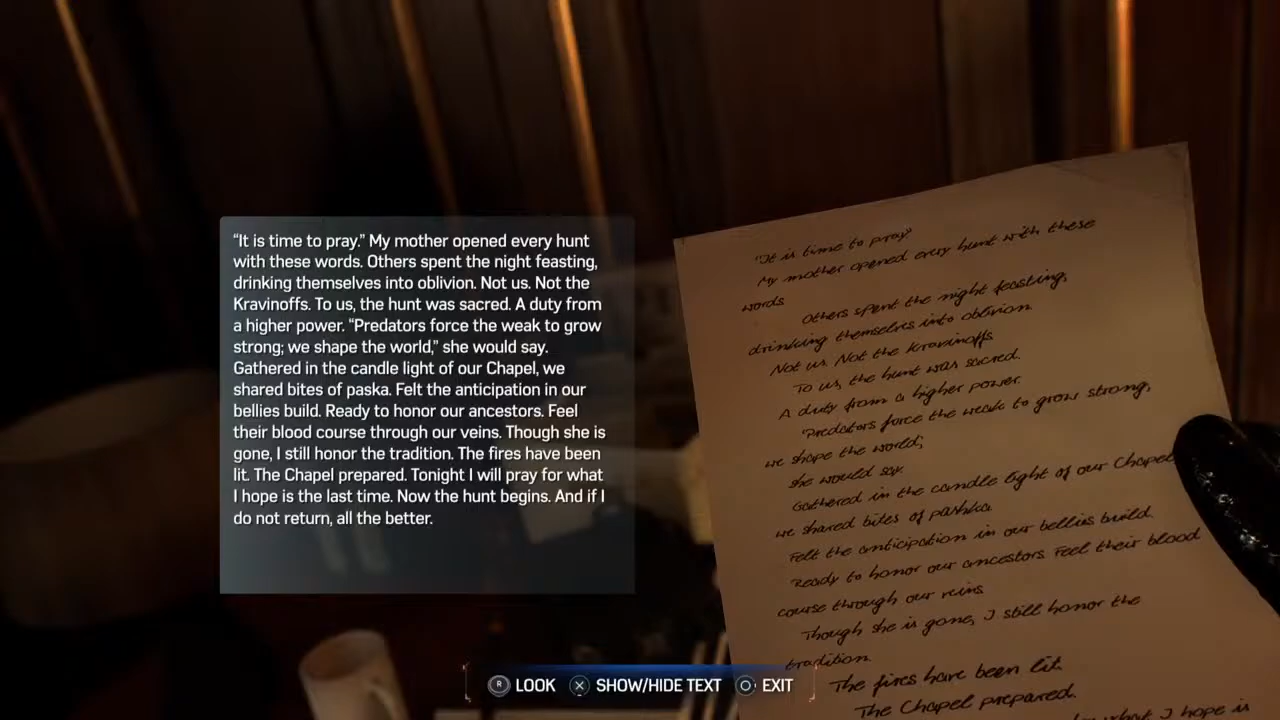 “It is time to pray.” My mother opened every hunt
with these words. Others spent the night feasting,
drinking themselves into oblivion. Not us. Not the
Kravinoffs. To us, the hunt was sacred. A duty from
a higher power. “Predators force the weak to grow
strong; we shape the world,” she would say.
Gathered in the candle light of our Chapel, we
shared bites of paska. Felt the anticipation in our
bellies build. Ready to honor our ancestors. Feel
their blood course through our veins. Though she is
gone, I still honor the tradition. The fires have been
lit. The Chapel prepared. Tonight I will pray for what
I hope is the last time. Now the hunt begins. And if I
do not return, all the better.
"It is time to pray"
My mother opened every hunt with these
words
Others spent the night feasting,
drinking themselves into oblivion
Not us. Not the Kravinoffs
To us, the hunt was sacred.
A duty from a higher power.
"Predators force the weak to grow strong,
we shape the world,"
she would say.
Gathered in the candle light of our Chapel
we shared bites of pashka.
Felt the anticipation in our bellies build.
Ready to honor our ancestors. Feel their blood
course through our veins
Though she is gone, I still honor the
tradition.
The fires have been lit.
The Chapel prepared.
what I hope is
R LOOK SHOW/HIDE TEXT EXIT